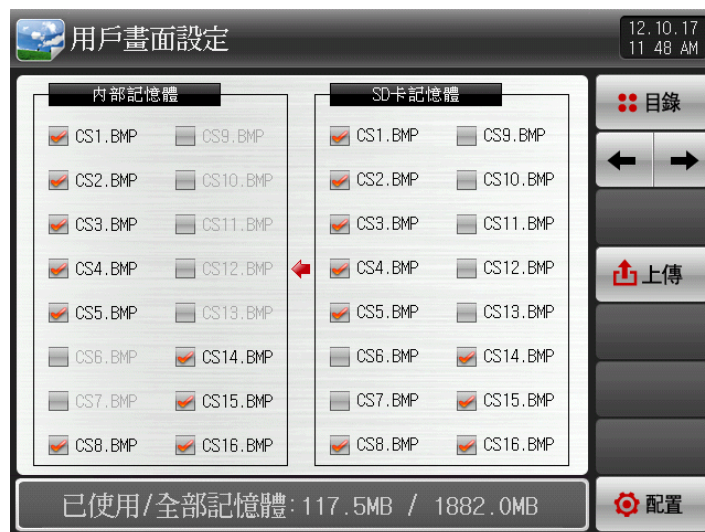 用戶畫面設定
12.10.17
11 48 AM
内部記憶體
CS1.BMP CS9.BMP
CS2.BMP CS10.BMP
CS3.BMP CS11.BMP
CS4.BMP CS12.BMP
CS5.BMP CS13.BMP
CS6.BMP CS14.BMP
CS7.BMP CS15.BMP
CS8.BMP CS16.BMP
SD卡記憶體
CS1.BMP CS9.BMP
CS2.BMP CS10.BMP
CS3.BMP CS11.BMP
CS4.BMP CS12.BMP
CS5.BMP CS13.BMP
CS6.BMP CS14.BMP
CS7.BMP CS15.BMP
CS8.BMP CS16.BMP
目錄
上傳
配置
已使用/全部記憶體:117.5MB / 1882.0MB